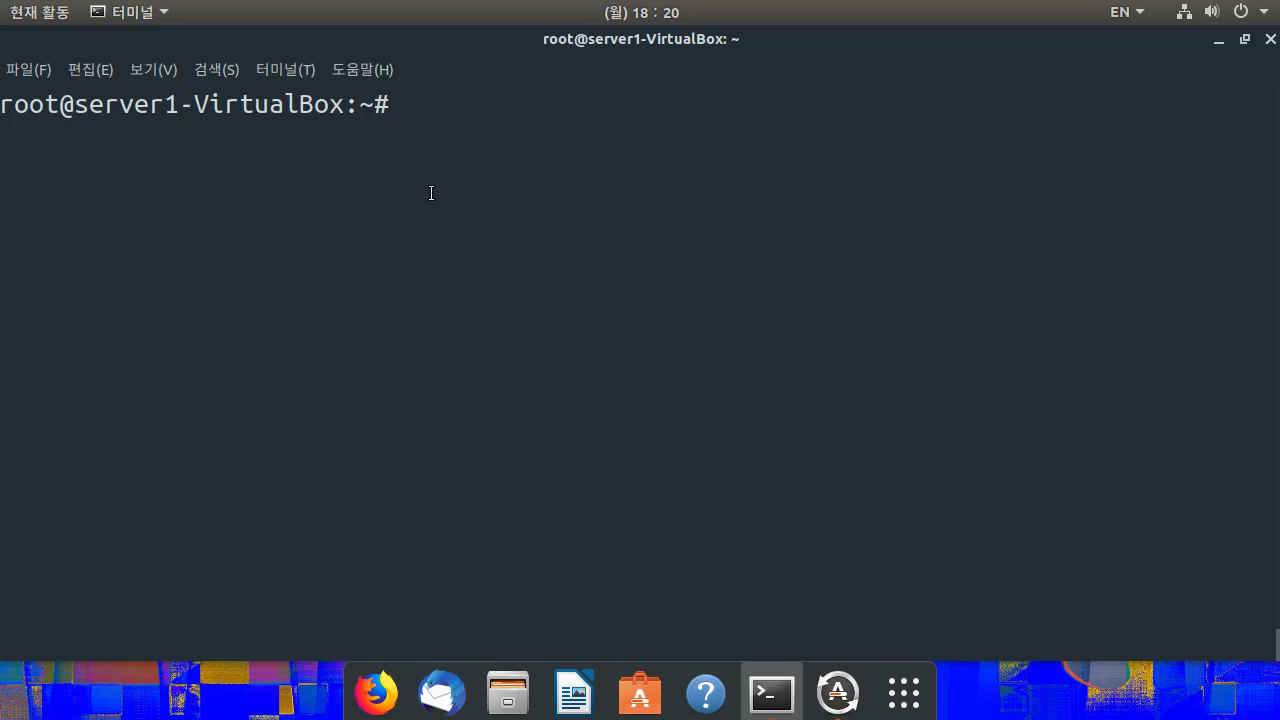 현재 활동 터미널 (월) 18 : 20 EN
root@server1-VirtualBox: ~
파일(F) 편집(E) 보기(V) 검색(S) 터미널(T) 도움말(H)
root@server1-VirtualBox:~#